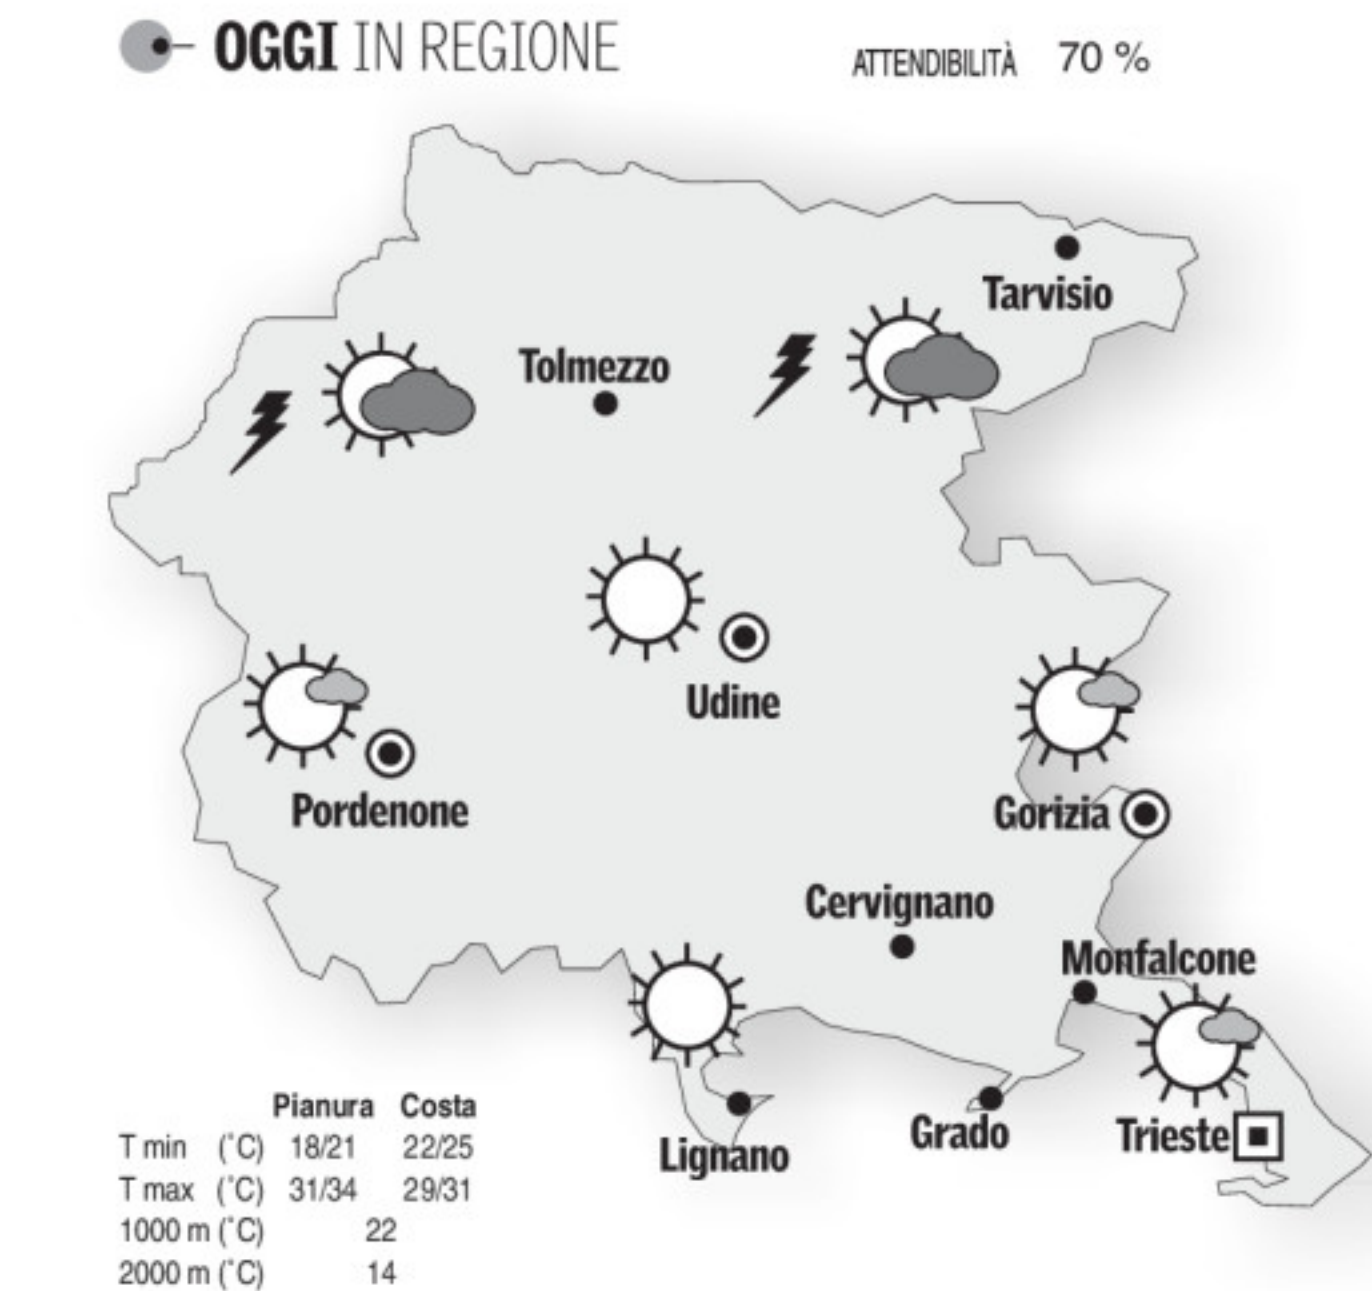 OGGI IN REGIONE
ATTENDIBILITÀ 70 %
Tarvisio
Tolmezzo
Udine
Pordenone
Gorizia
Cervignano
Monfalcone
Grado
Trieste
Lignano
Pianura Costa
T min (°C) 18/21 22/25
T max (°C) 31/34 29/31
1000 m (°C) 22
2000 m (°C) 14